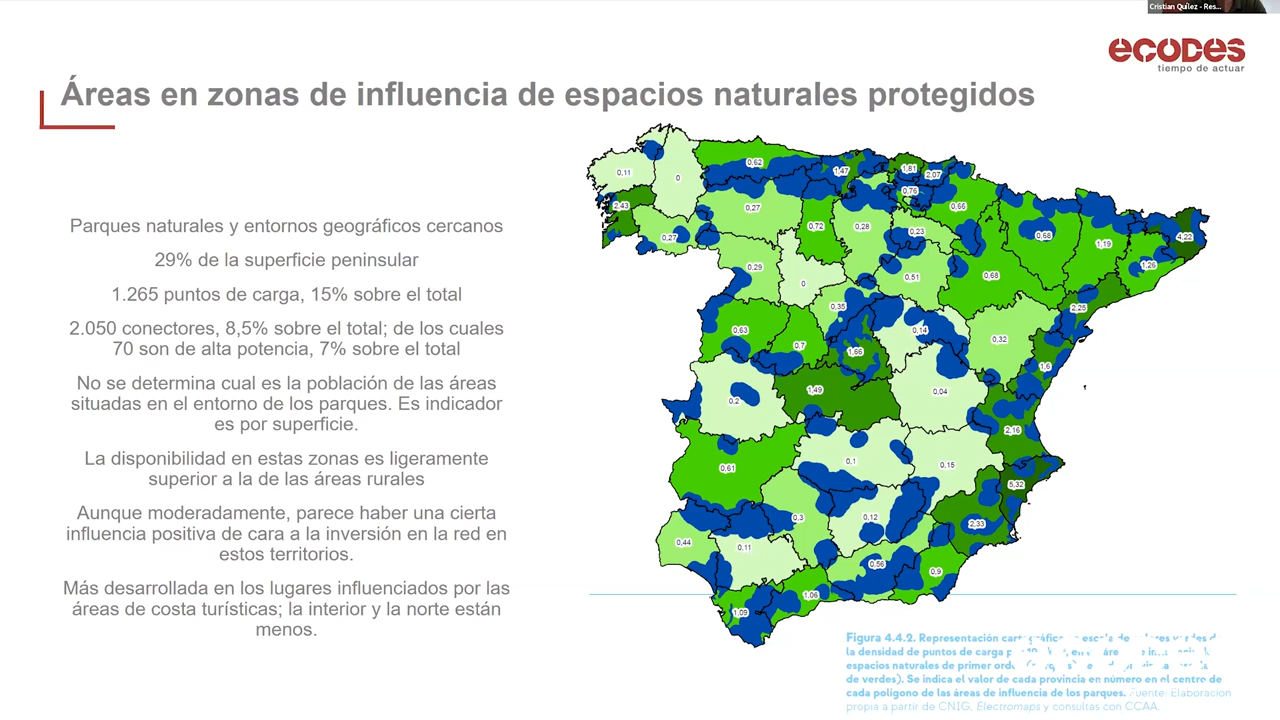 Cristian Quílez - Res...
ecodes
tiempo de actuar
Áreas en zonas de influencia de espacios naturales protegidos
Parques naturales y entornos geográficos cercanos
29% de la superficie peninsular
1.265 puntos de carga, 15% sobre el total
2.050 conectores, 8,5% sobre el total; de los cuales
70 son de alta potencia, 7% sobre el total
No se determina cual es la población de las áreas
situadas en el entorno de los parques. Es indicador
es por superficie.
La disponibilidad en estas zonas es ligeramente
superior a la de las áreas rurales
Aunque moderadamente, parece haber una cierta
influencia positiva de cara a la inversión en la red en
estos territorios.
Más desarrollada en los lugares influenciados por las
áreas de costa turísticas; la interior y la norte están
menos.
0,11
0
0,62
1,47
1,81
2,07
0,76
2,43
0,27
0,27
0,72
0,28
0,23
0,66
0,68
1,19
4,22
1,26
0,29
0
0,51
0,68
2,25
0,35
0,63
0,7
1,66
0,14
0,32
1,6
0,2
1,49
0,04
2,16
0,61
0,1
0,15
5,32
0,3
0,12
2,33
0,44
0,11
0,56
0,9
1,09
1,06
Figura 4.4.2. Representación de
la densidad de puntos de carga
espacios naturales de primer
de verdes). Se indica el valor de cada provincia en número en el centro de
cada polígono de las áreas de influencia de los parques. Fuente: Elaboración
propia a partir de CNIG, Electromaps y consultas con CCAA.